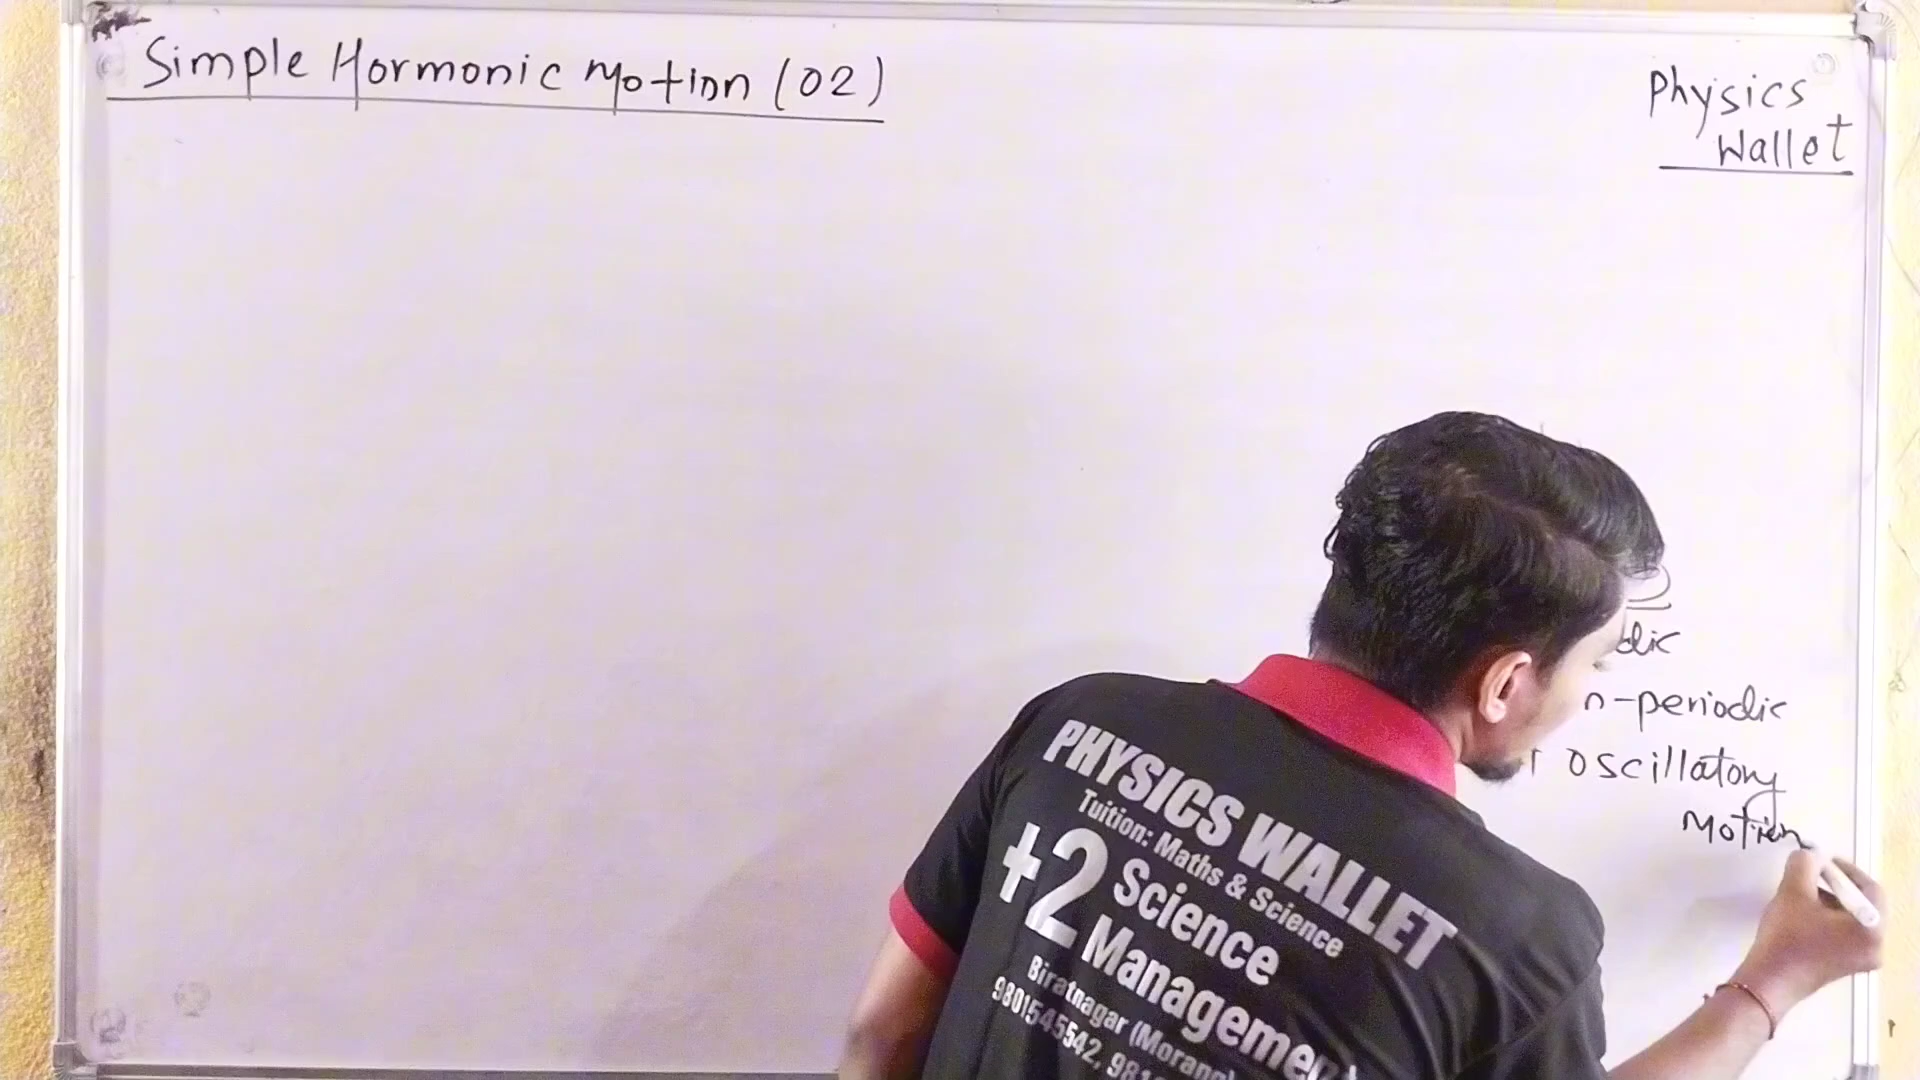 Simple Hormonic Motion (02)
Physics
Wallet
dic
n-periodic
oscillatory
Motion
PHYSICS WALLET
Tuition: Maths & Science
+2 Science
Management
Biratnagar (Morang)
9801545542, 981